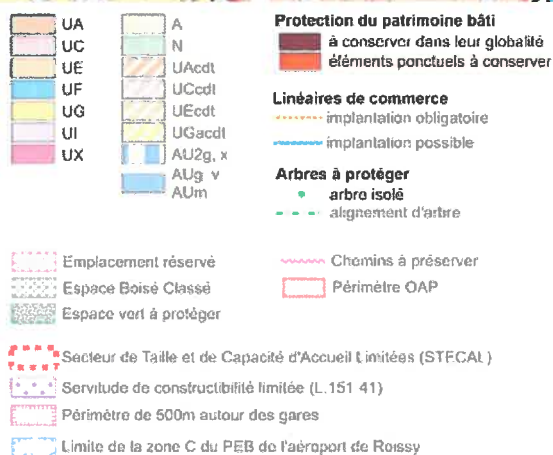 UA
UC
UE
UF
UG
UI
UX
A
N
UAcdt
UCcdt
UEcdt
UGacdt
AU2g, x
AUg v
AUm
Protection du patrimoine bâti
à conserver dans leur globalité
éléments ponctuels à conserver
Linéaires de commerce
implantation obligatoire
implantation possible
Arbres à protéger
arbre isolé
alignement d'arbre
Emplacement réservé
Espace Boisé Classé
Espace vert à protéger
Chemins à préserver
Périmètre OAP
Secteur de Taille et de Capacité d'Accueil Limitées (STECAL)
Servitude de constructibilité limitée (L.151 41)
Périmètre de 500m autour des gares
Limite de la zone C du PEB de l'aéroport de Roissy